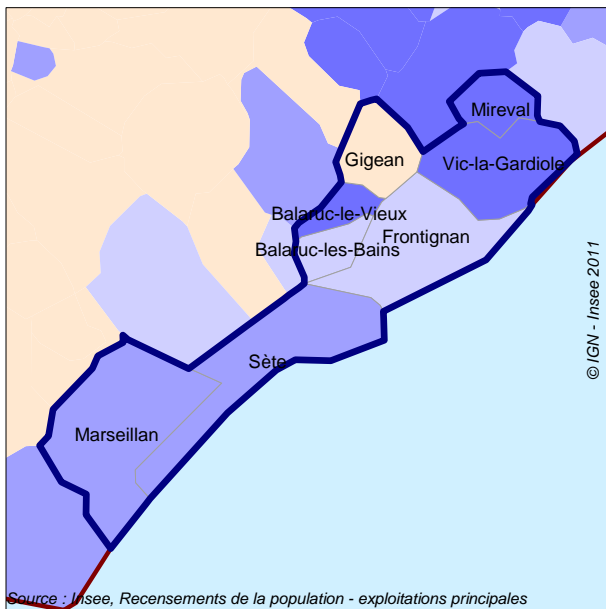 Mireval
Gigean
Vic-la-Gardiole
Balaruc-le-Vieux
Frontignan
Balaruc-les-Bains
© IGN - Insee 2011
Sète
Marseillan
Source : Insee, Recensements de la population - exploitations principales